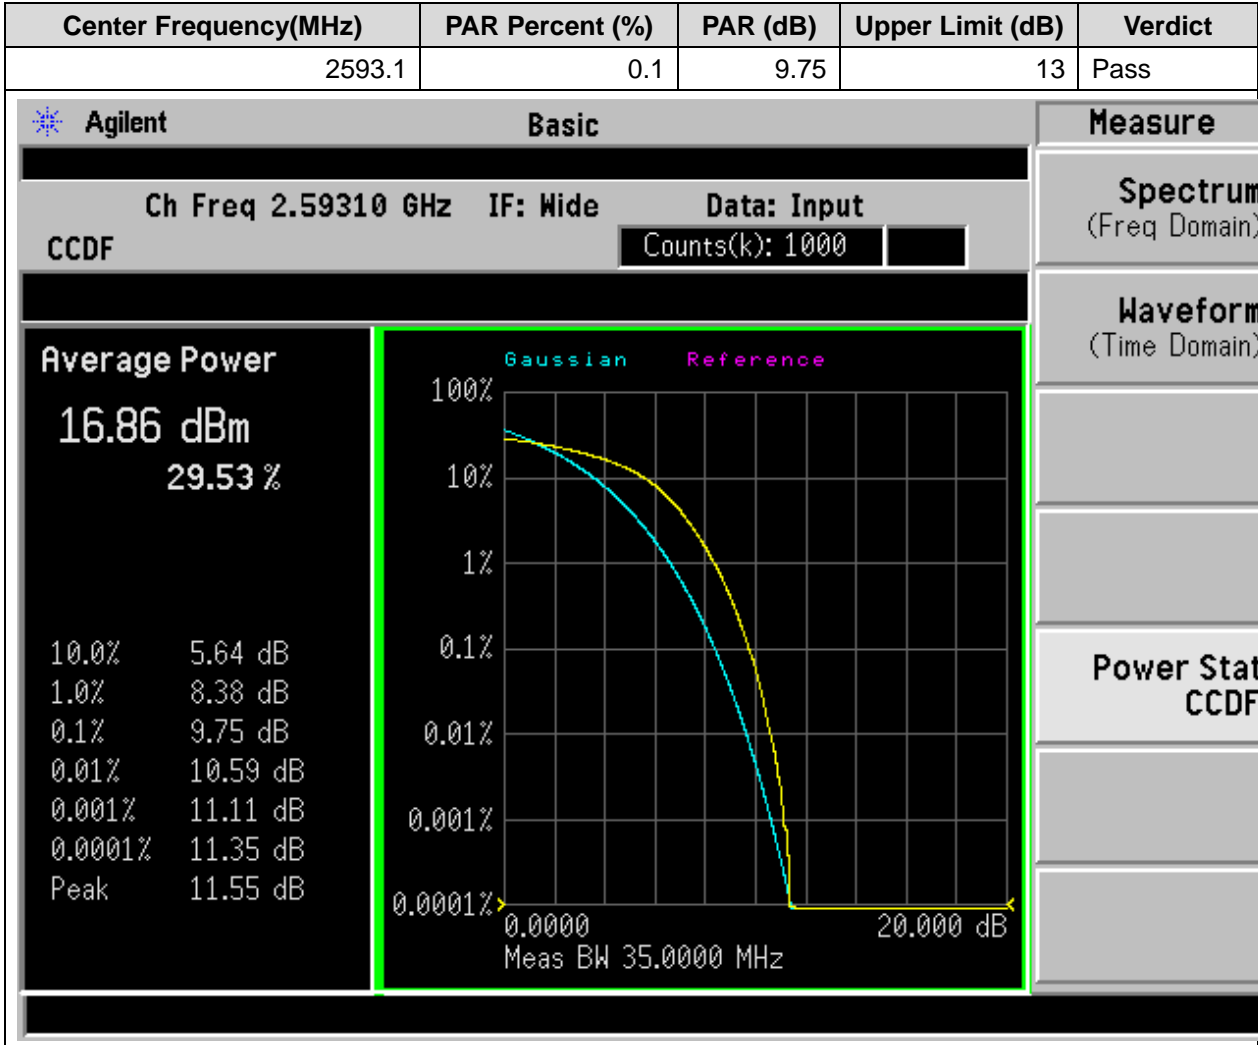 Center Frequency(MHz) PAR Percent (%) PAR (dB) Upper Limit (dB) Verdict
2593.1 0.1 9.75 13 Pass
Agilent Basic Measure
Ch Freq 2.59310 GHz IF: Wide Data: Input
CCDF Counts(k): 1000
Spectrum
(Freq Domain)
Waveform
(Time Domain)
Power Stat
CCDF
Average Power
16.86 dBm
29.53 %
10.0% 5.64 dB
1.0% 8.38 dB
0.1% 9.75 dB
0.01% 10.59 dB
0.001% 11.11 dB
0.0001% 11.35 dB
Peak 11.55 dB
Gaussian Reference
100%
10%
1%
0.1%
0.01%
0.001%
0.0001%
0.0000 20.000 dB
Meas BW 35.0000 MHz